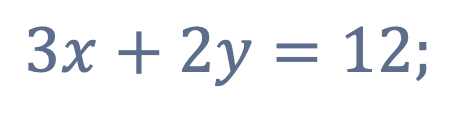 3x + 2y = 12;